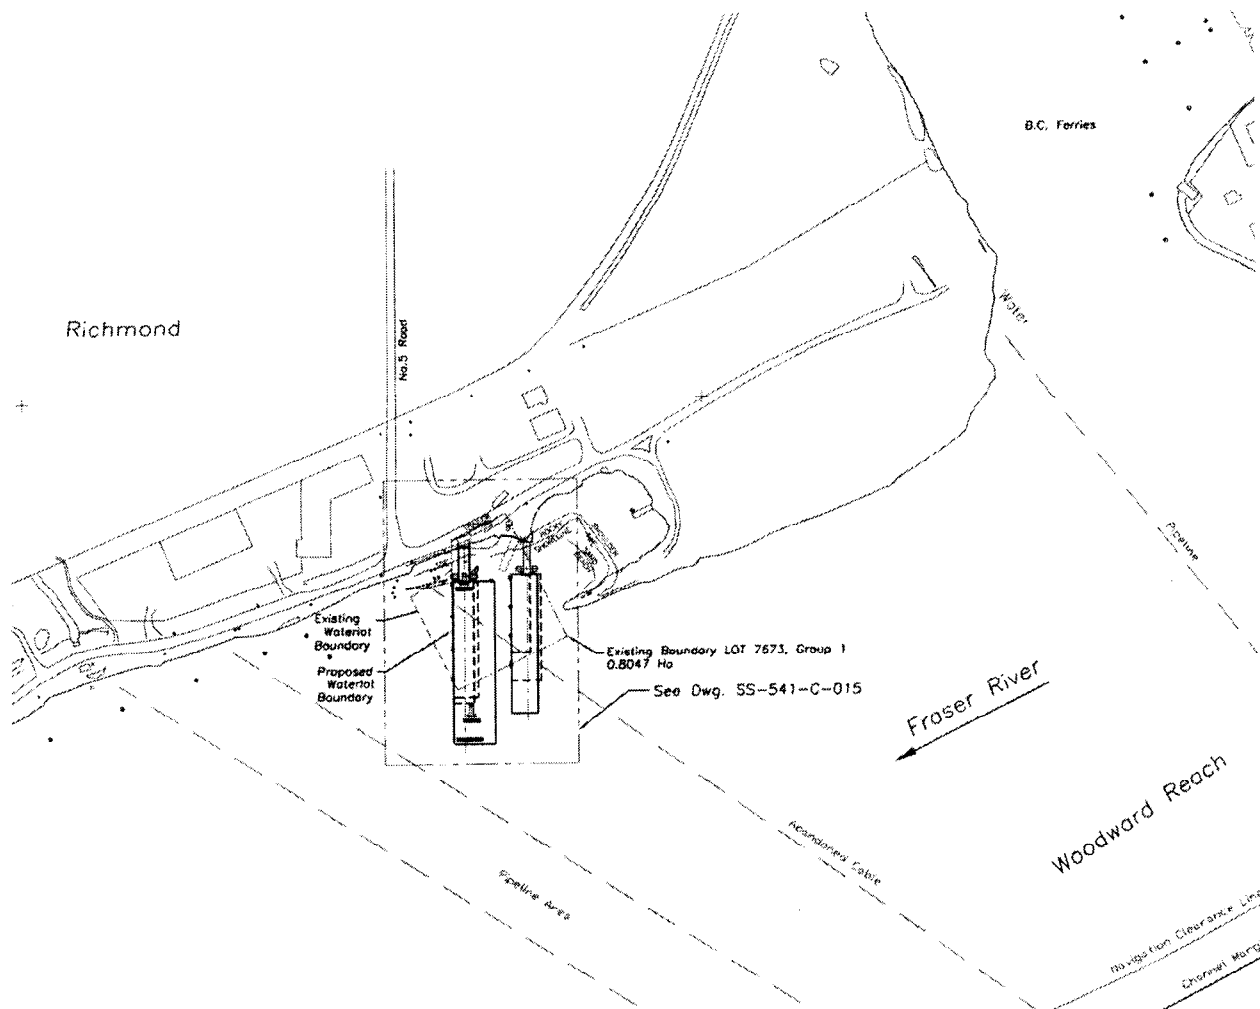 B.C. Ferries
Richmond
No.5 Road
Water
Pipeline
Existing
Waterlot
Boundary
Proposed
Waterlot
Boundary
Existing Boundary LOT 7673, Group 1
0.8047 Ha
See Dwg. SS-541-C-015
Fraser River
Woodward Reach
Abandoned Cable
Pipeline Area
Navigation Clearance Line
Channel Marg